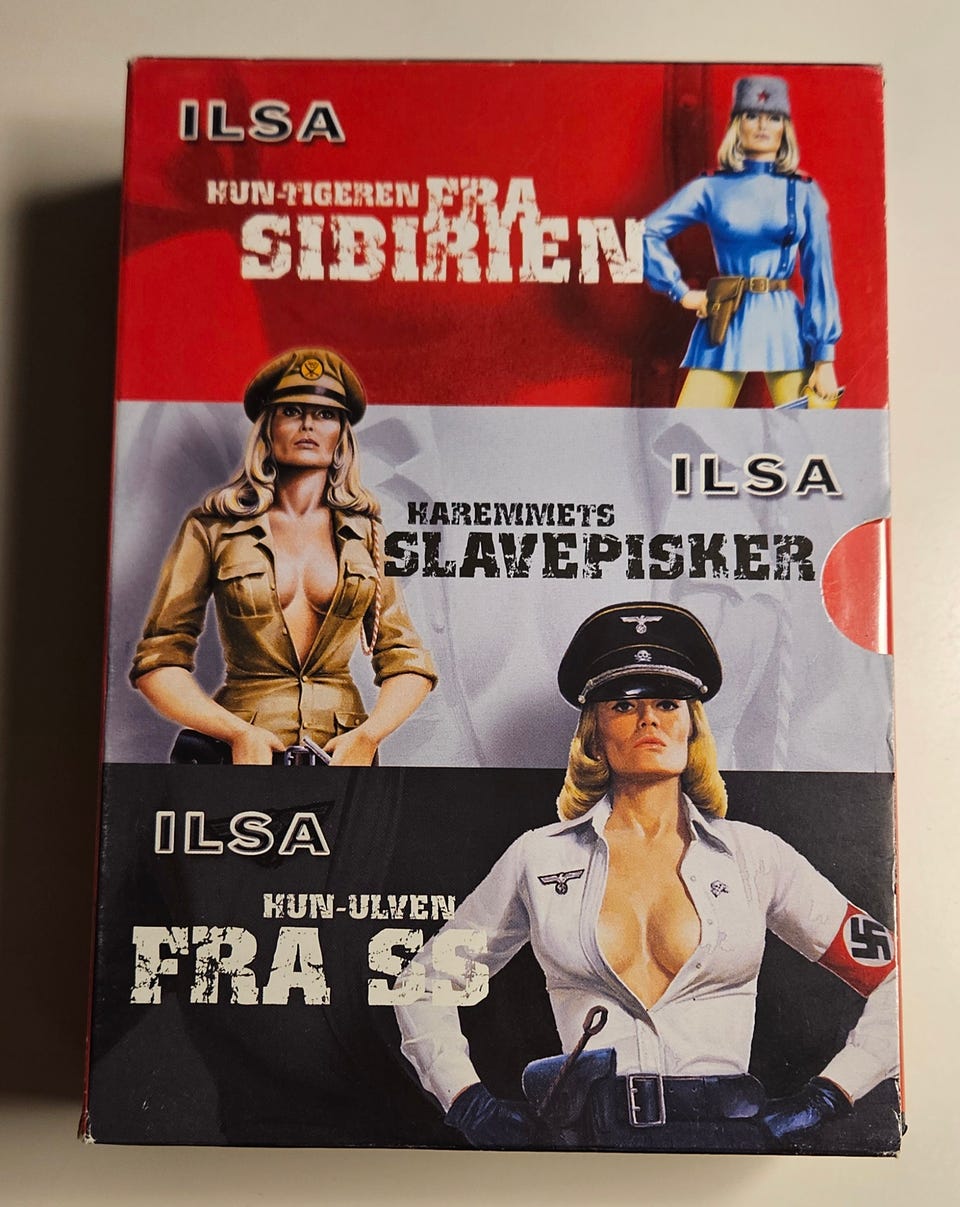 ILSA
HUN-TIGEREN FRA
SIBIRIEN
ILSA
HAREMMETS
SLAVEPISKER
ILSA
HUN-ULVEN
FRA SS